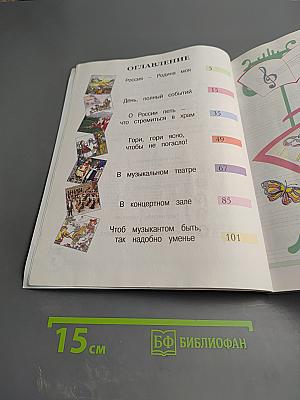 ОГЛАВЛЕНИЕ
Россия – Родина моя 5
День, полный событий 15
О России петь –
что стремиться в храм 35
Гори, гори ясно,
чтобы не погасло! 49
В музыкальном театре 67
В концертном зале 85
Чтоб музыкантом быть,
так надобно уменье 101
15 см
БФ БИБЛИОФАН